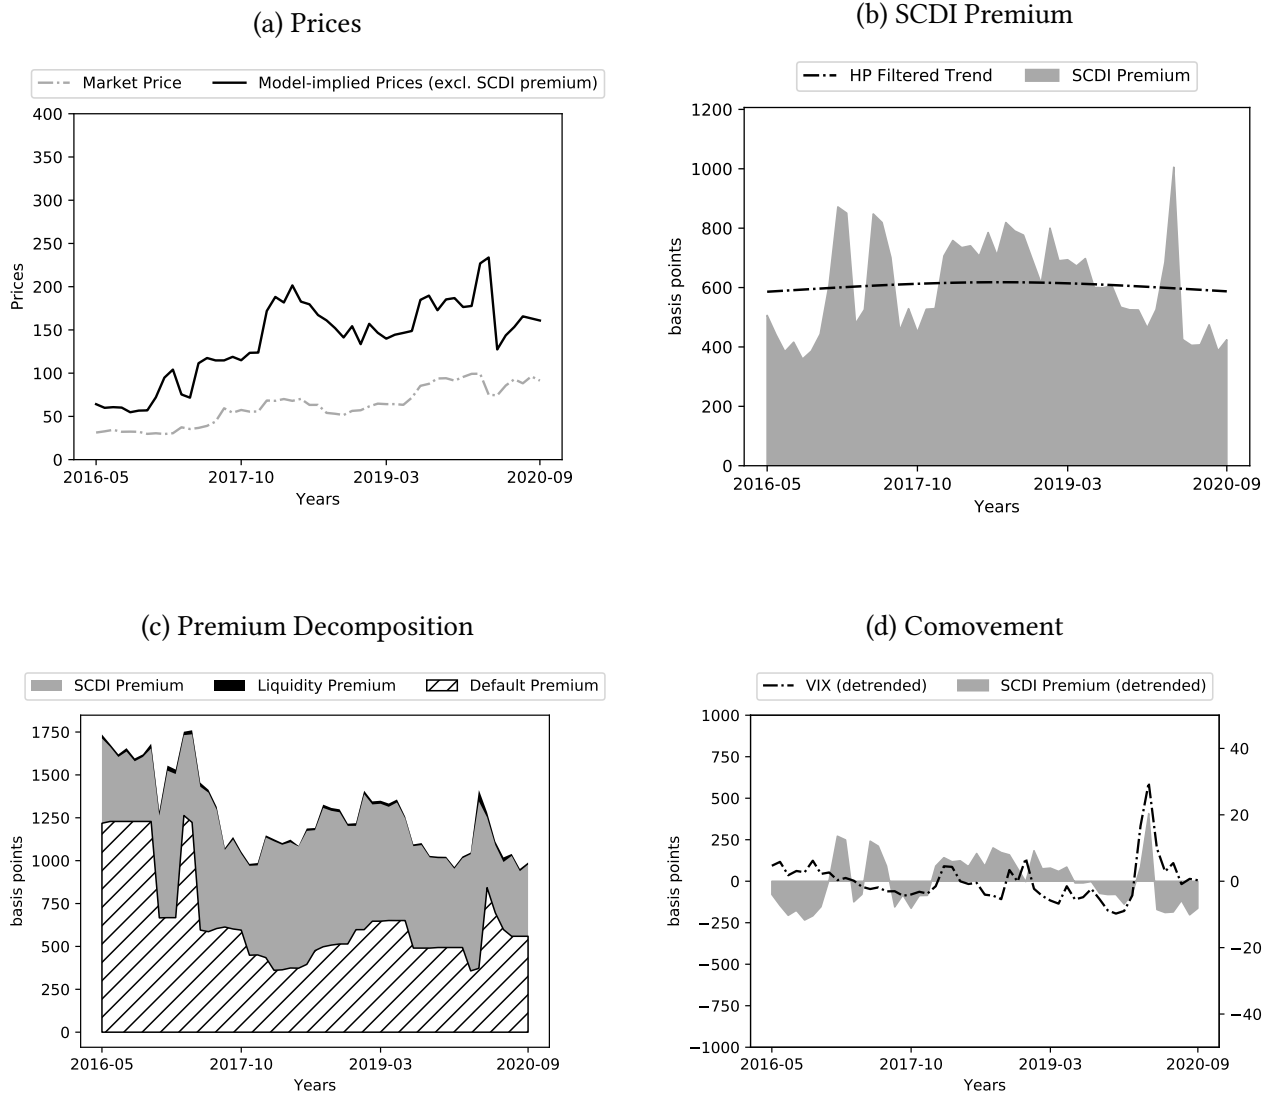 (a) Prices
Market Price
Model-implied Prices (excl. SCDI premium)
400
350
300
250
200
150
100
50
0
Prices
2016-05
2017-10
2019-03
2020-09
Years
(b) SCDI Premium
HP Filtered Trend
SCDI Premium
1200
1000
800
600
400
200
0
basis points
2016-05
2017-10
2019-03
2020-09
Years
(c) Premium Decomposition
SCDI Premium
Liquidity Premium
Default Premium
1750
1500
1250
1000
750
500
250
0
basis points
2016-05
2017-10
2019-03
2020-09
Years
(d) Comovement
VIX (detrended)
SCDI Premium (detrended)
1000
750
500
250
0
−250
−500
−750
−1000
basis points
40
20
0
−20
−40
2016-05
2017-10
2019-03
2020-09
Years